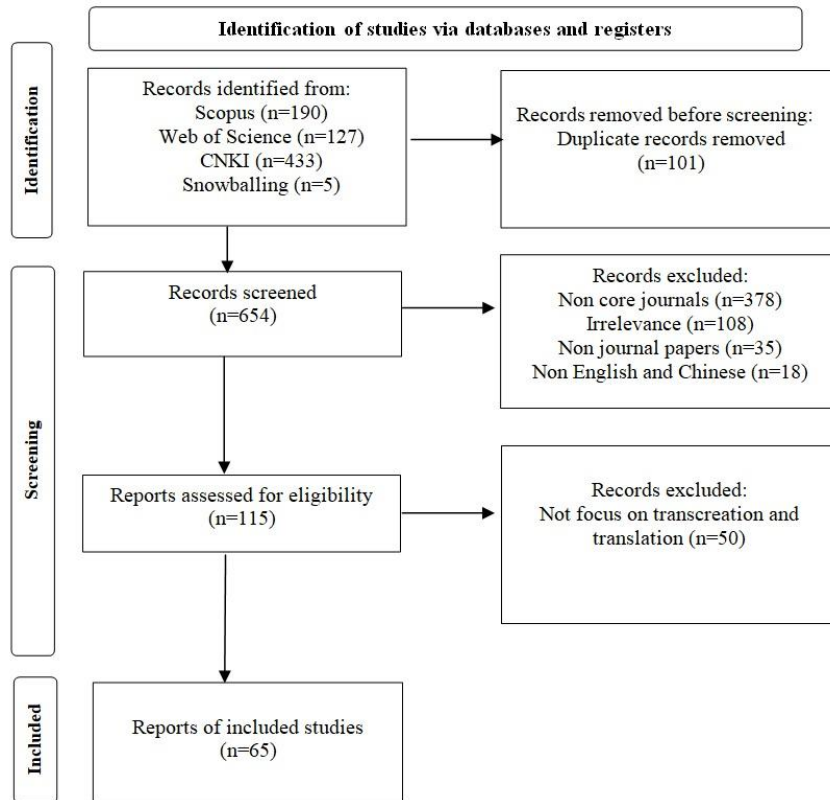 Identification of studies via databases and registers
Identification
Records identified from:
Scopus (n=190)
Web of Science (n=127)
CNKI (n=433)
Snowballing (n=5)
Records removed before screening:
Duplicate records removed
(n=101)
Screening
Records screened
(n=654)
Records excluded:
Non core journals (n=378)
Irrelevance (n=108)
Non journal papers (n=35)
Non English and Chinese (n=18)
Reports assessed for eligibility
(n=115)
Records excluded:
Not focus on transcreation and
translation (n=50)
Included
Reports of included studies
(n=65)